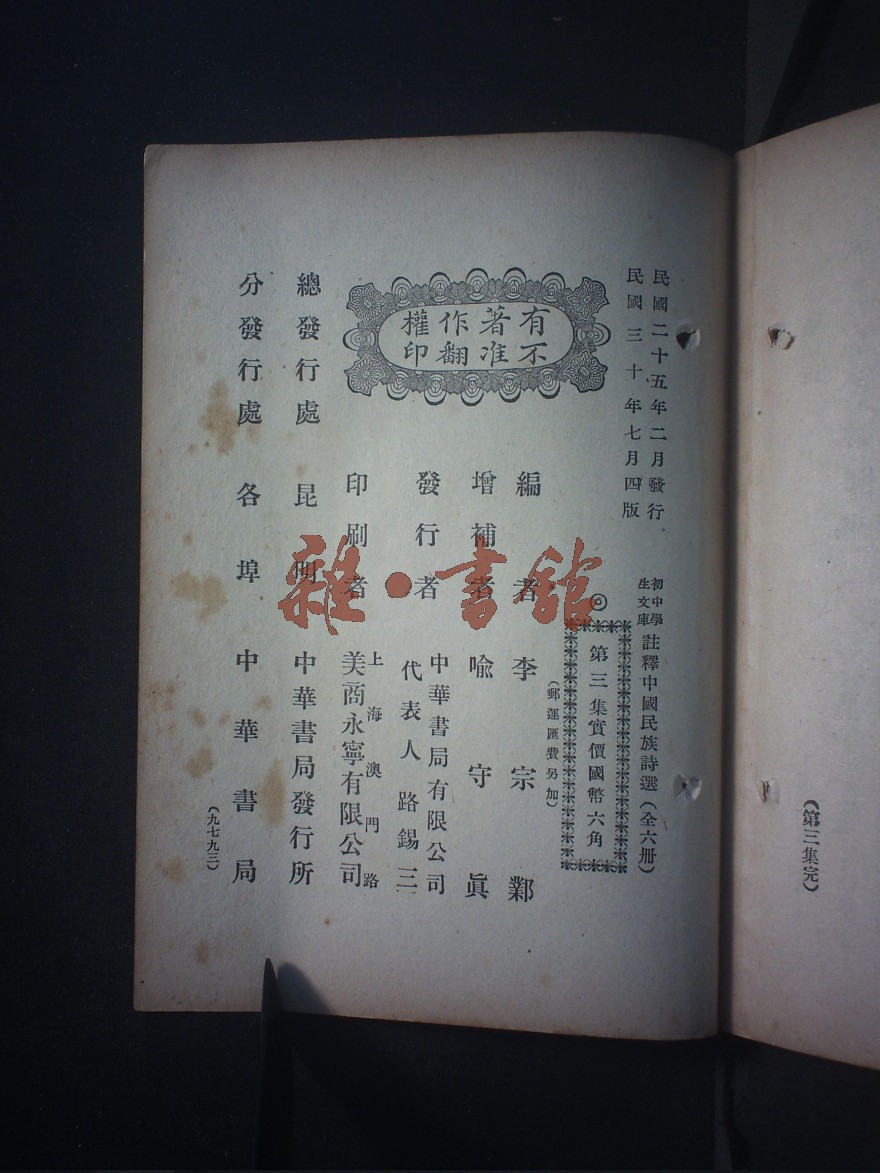 民國二十五年二月發行
民國三十年七月四版
初中學生文庫
註釋中國民族詩選（全六冊）
第三集實價國幣六角
（郵運匯費另加）
有著作權
不准翻印
編者 李宗鄴
增補者 喩守眞
發行者 中華書局有限公司
代表人路錫三
印刷者 上海澳門路
美商永寧有限公司
總發行處 昆明 中華書局發行所
分發行處 各埠 中華書局
（九七九三）
（第三集完）
雜·書館